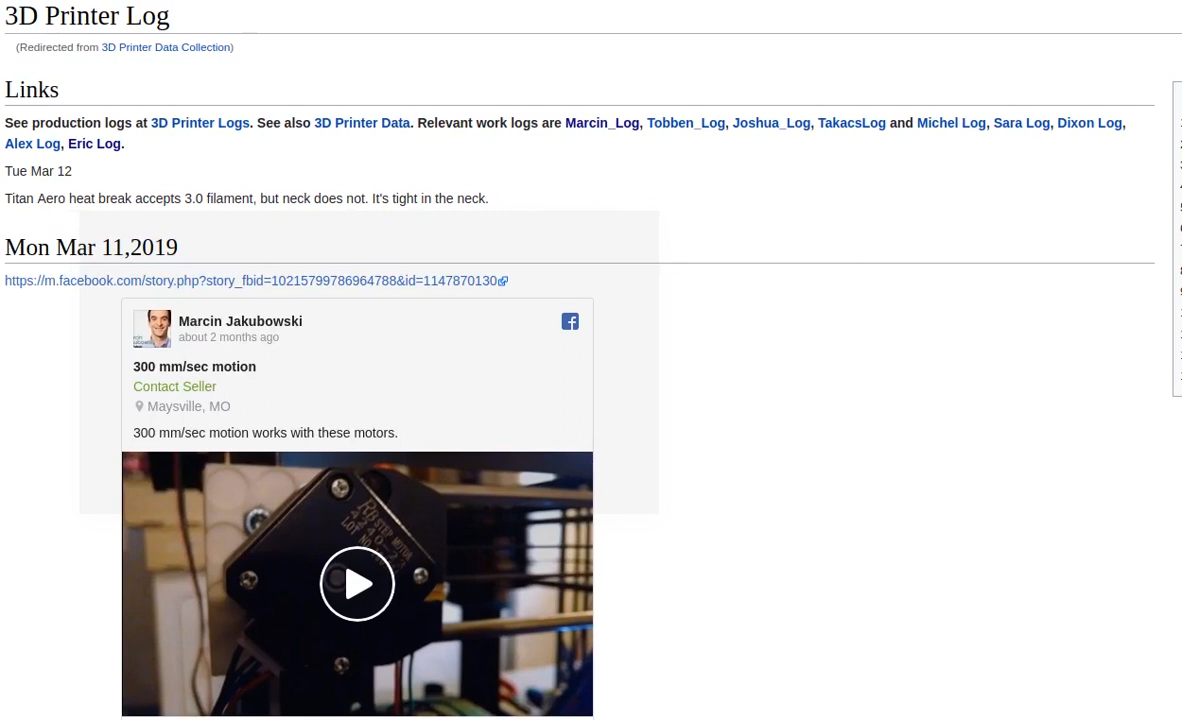 3D Printer Log
(Redirected from 3D Printer Data Collection)
Links
See production logs at 3D Printer Logs. See also 3D Printer Data. Relevant work logs are Marcin_Log, Tobben_Log, Joshua_Log, TakacsLog and Michel Log, Sara Log, Dixon Log,
Alex Log, Eric Log.
Tue Mar 12
Titan Aero heat break accepts 3.0 filament, but neck does not. It's tight in the neck.
Mon Mar 11,2019
https://m.facebook.com/story.php?story_fbid=10215799786964788&id=1147870130
Marcin Jakubowski
about 2 months ago
300 mm/sec motion
Contact Seller
Maysville, MO
300 mm/sec motion works with these motors.
STEP MOTOR
LOT NO